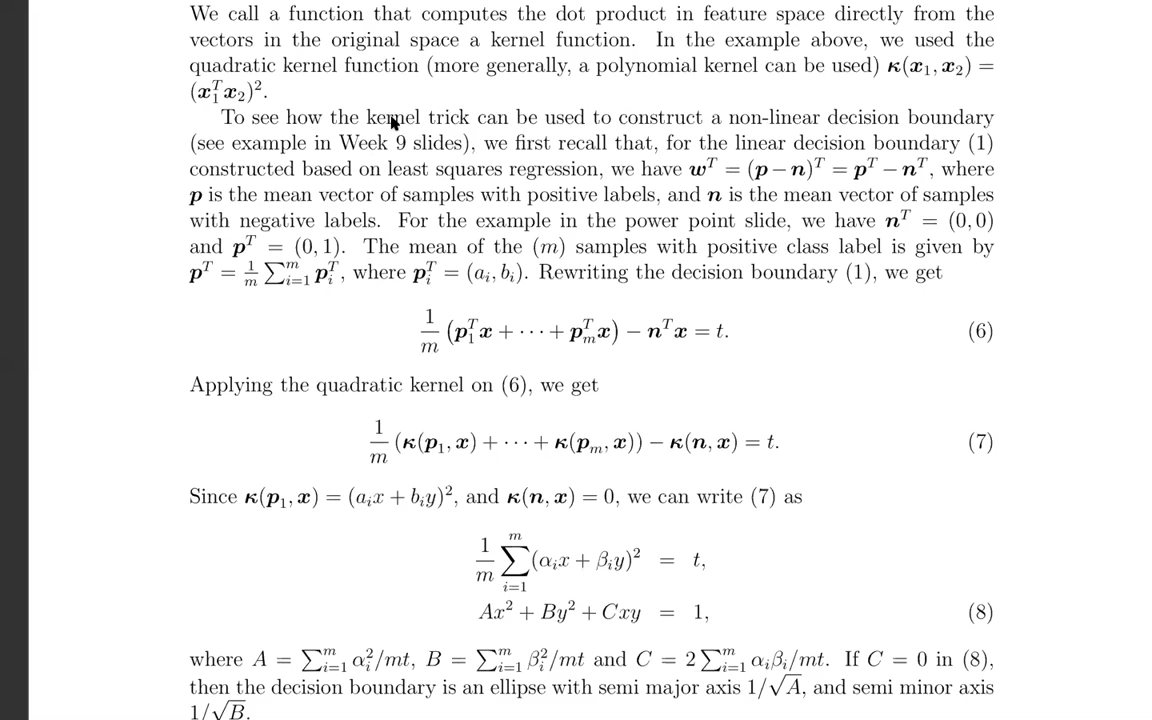 We call a function that computes the dot product in feature space directly from the
vectors in the original space a kernel function. In the example above, we used the
quadratic kernel function (more generally, a polynomial kernel can be used) κ(x₁, x₂) =
(x₁ᵀx₂)².
To see how the kernel trick can be used to construct a non-linear decision boundary
(see example in Week 9 slides), we first recall that, for the linear decision boundary (1)
constructed based on least squares regression, we have wᵀ = (p − n)ᵀ = pᵀ − nᵀ, where
p is the mean vector of samples with positive labels, and n is the mean vector of samples
with negative labels. For the example in the power point slide, we have nᵀ = (0, 0)
and pᵀ = (0, 1). The mean of the (m) samples with positive class label is given by
pᵀ = 1/m ∑ᵢ₌₁ᵐ pᵢᵀ, where pᵢᵀ = (aᵢ, bᵢ). Rewriting the decision boundary (1), we get
1/m (p₁ᵀx + ··· + pₘᵀx) − nᵀx = t. (6)
Applying the quadratic kernel on (6), we get
1/m (κ(p₁, x) + ··· + κ(pₘ, x)) − κ(n, x) = t. (7)
Since κ(p₁, x) = (aᵢx + bᵢy)², and κ(n, x) = 0, we can write (7) as
1/m ∑ᵢ₌₁ᵐ (αᵢx + βᵢy)² = t,
Ax² + By² + Cxy = 1, (8)
where A = ∑ᵢ₌₁ᵐ αᵢ²/mt, B = ∑ᵢ₌₁ᵐ βᵢ²/mt and C = 2 ∑ᵢ₌₁ᵐ αᵢβᵢ/mt. If C = 0 in (8),
then the decision boundary is an ellipse with semi major axis 1/√A, and semi minor axis
1/√B.